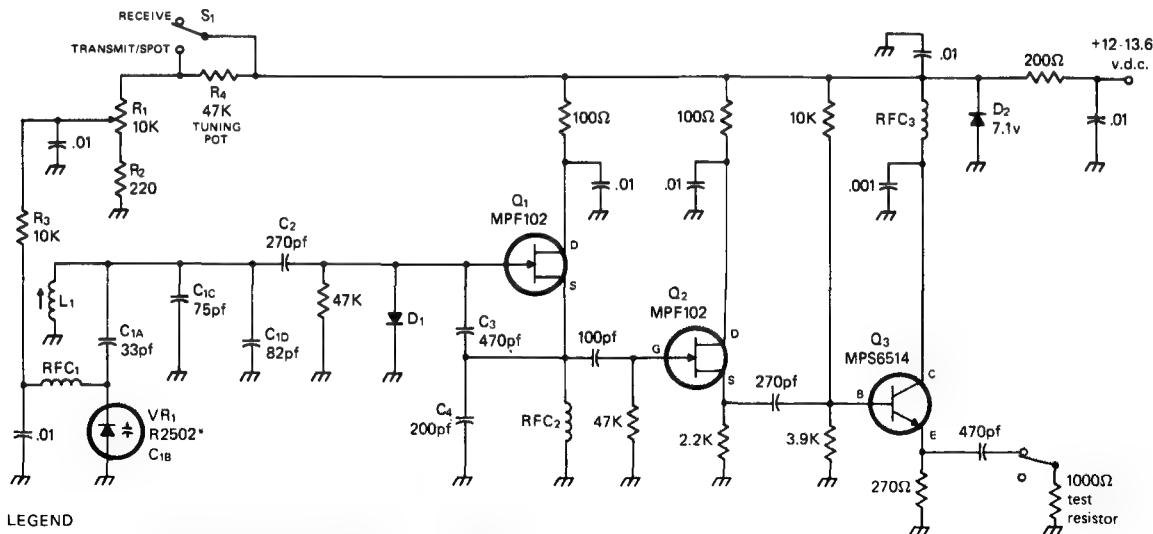 RECEIVE
S1
TRANSMIT/SPOT
R4
47K
TUNING
POT
R1
10K
.01
R2
220
R3
10K
L1
C1A
33pf
RFC1
.01
VR1
R2502*
C1B
C1C
75pf
C1D
82pf
C2
270pf
47K
D1
C3
470pf
C4
200pf
Q1
MPF102
D
S
100Ω
.01
RFC2
100pf
47K
Q2
MPF102
G
D
S
100Ω
.01
2.2K
270pf
10K
3.9K
Q3
MPS6514
B
C
E
.01
RFC3
.001
D2
7.1v
200Ω
+12-13.6
v.d.c.
.01
270Ω
470pf
1000Ω
test
resistor
LEGEND